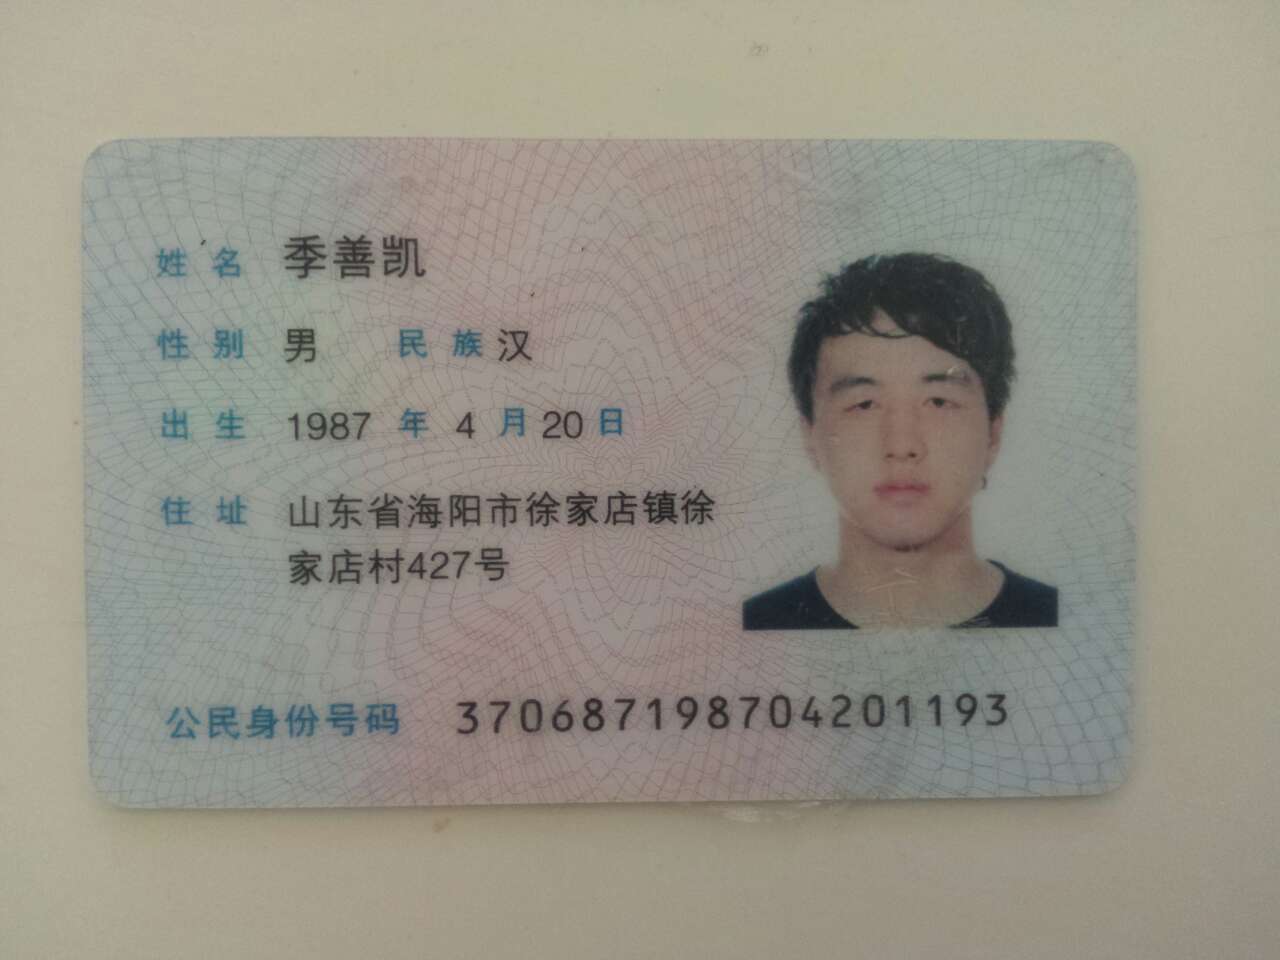 姓名 季善凯
性别 男 民族 汉
出生 1987 年 4 月 20 日
住址 山东省海阳市徐家店镇徐
家店村427号
公民身份号码 370687198704201193